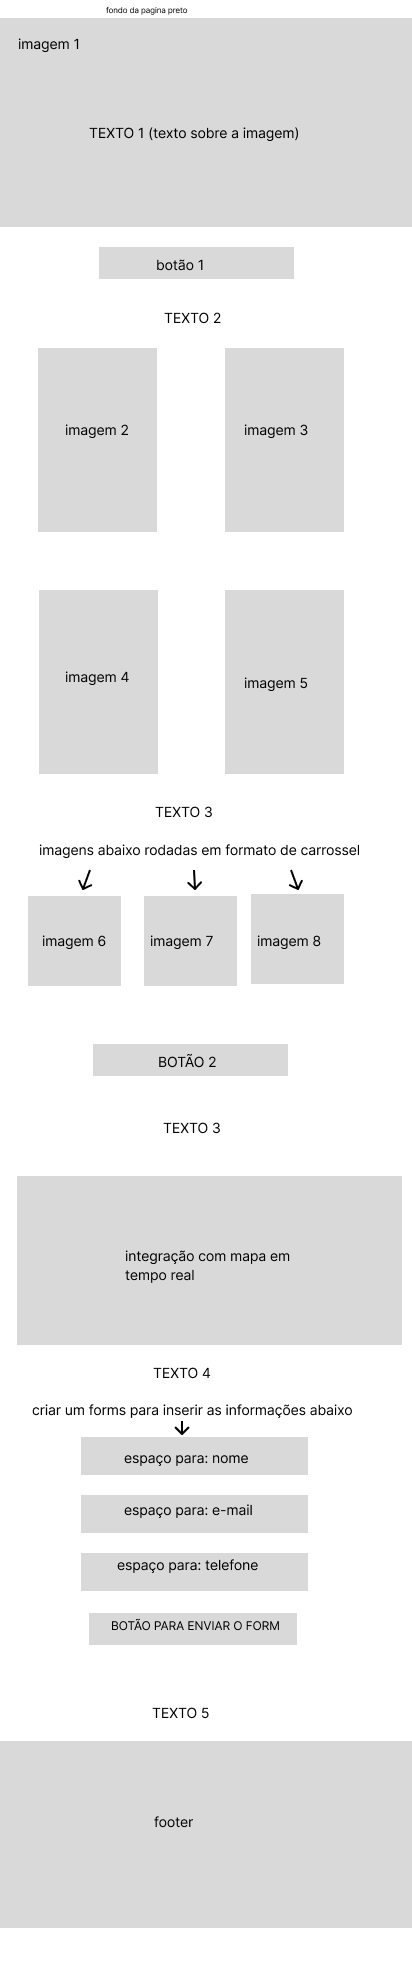 fondo da pagina preto
imagem 1
TEXTO 1 (texto sobre a imagem)
botão 1
TEXTO 2
imagem 2
imagem 3
imagem 4
imagem 5
TEXTO 3
imagens abaixo rodadas em formato de carrossel
imagem 6
imagem 7
imagem 8
BOTÃO 2
TEXTO 3
integração com mapa em
tempo real
TEXTO 4
criar um forms para inserir as informações abaixo
espaço para: nome
espaço para: e-mail
espaço para: telefone
BOTÃO PARA ENVIAR O FORM
TEXTO 5
footer